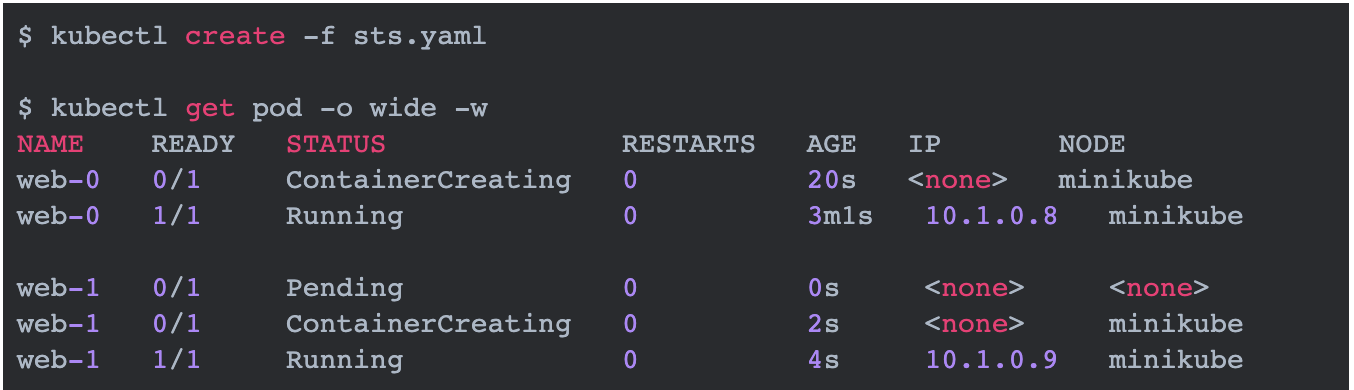 $ kubectl create -f sts.yaml
$ kubectl get pod -o wide -w
NAME READY STATUS RESTARTS AGE IP NODE
web-0 0/1 ContainerCreating 0 20s <none> minikube
web-0 1/1 Running 0 3m1s 10.1.0.8 minikube
web-1 0/1 Pending 0 0s <none> <none>
web-1 0/1 ContainerCreating 0 2s <none> minikube
web-1 1/1 Running 0 4s 10.1.0.9 minikube